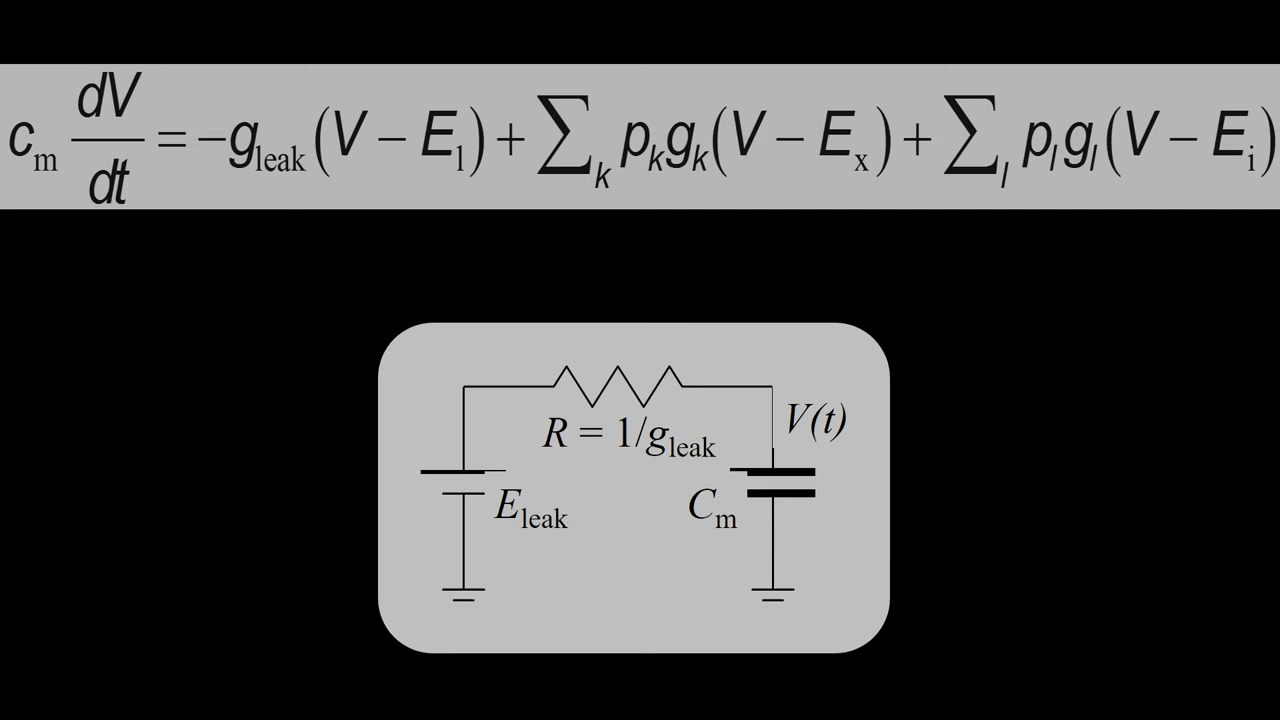 c_m dV/dt = −g_leak(V − E_l) + ∑_k p_k g_k(V − E_x) + ∑_l p_l g_l(V − E_i)
V(t)
R = 1/g_leak
E_leak
C_m